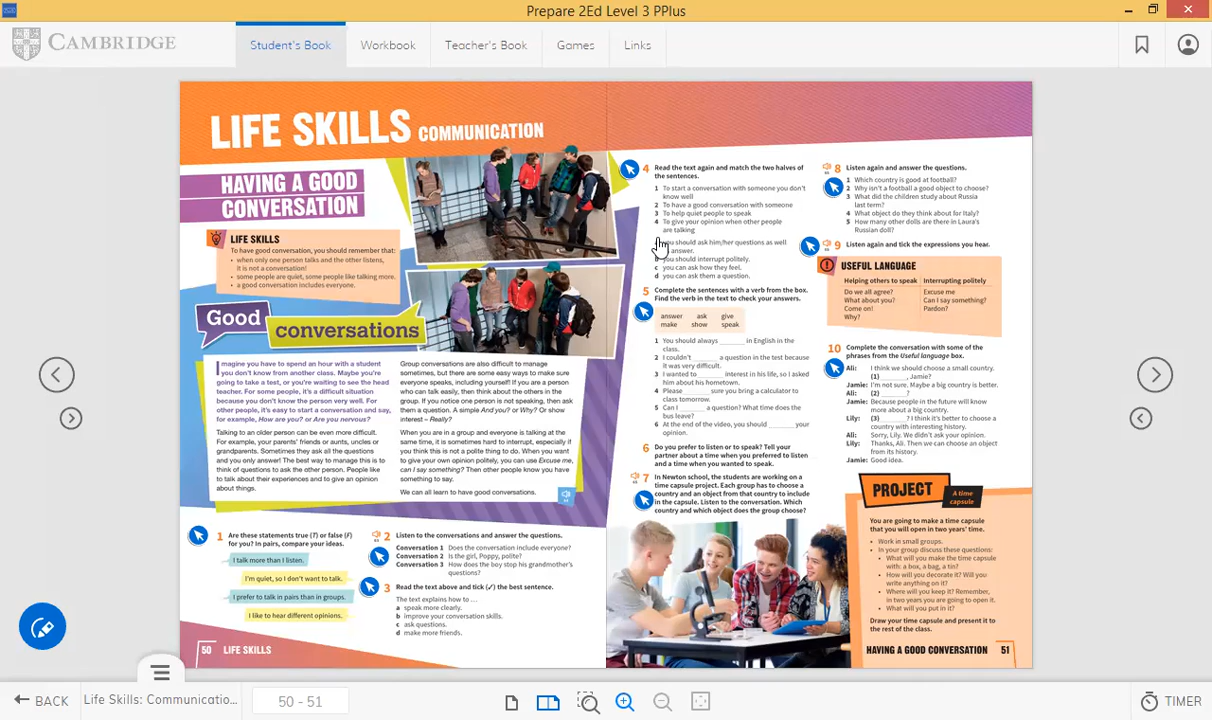 Prepare 2Ed Level 3 PPlus
CAMBRIDGE
Student's Book
Workbook
Teacher's Book
Games
Links
LIFE SKILLS COMMUNICATION
HAVING A GOOD
CONVERSATION
LIFE SKILLS
To have good conversation, you should remember that:
• when only one person talks and the other listens,
it is not a conversation!
• some people are quiet, some people like talking more.
• a good conversation includes everyone.
Good
conversations
Imagine you have to spend an hour with a student
you don't know from another class. Maybe you're
going to take a test, or you're waiting to see the head
teacher. For some people, it's a difficult situation
because you don't know the person very well. For
other people, it's easy to start a conversation and say,
for example, How are you? or Are you nervous?
Talking to an older person can be even more difficult.
For example, your parents' friends or aunts, uncles or
grandparents. Sometimes they ask all the questions
and you only answer! The best way to manage this is to
think of questions to ask the other person. People like
to talk about their experiences and to give an opinion
about things.
Group conversations are also difficult to manage
sometimes, but there are some easy ways to make sure
everyone speaks, including yourself! If you are a person
who can talk easily, then think about the others in the
group. If you notice one person is not speaking, then ask
them a question. A simple And you? or Why? Or show
interest – Really?
When you are in a group and everyone is talking at the
same time, it is sometimes hard to interrupt, especially if
you think this is not a polite thing to do. When you want
to give your own opinion politely, you can use Excuse me,
can I say something? Then other people know you have
something to say.
We can all learn to have good conversations.
1 Are these statements true (T) or false (F)
for you? In pairs, compare your ideas.
I talk more than I listen.
I'm quiet, so I don't want to talk.
I prefer to talk in pairs than in groups.
I like to hear different opinions.
2 Listen to the conversations and answer the questions.
Conversation 1 Does the conversation include everyone?
Conversation 2 Is the girl, Poppy, polite?
Conversation 3 How does the boy stop his grandmother's
questions?
3 Read the text above and tick (✓) the best sentence.
The text explains how to …
a speak more clearly.
b improve your conversation skills.
c ask questions.
d make more friends.
50 LIFE SKILLS
4 Read the text again and match the two halves of
the sentences.
1 To start a conversation with someone you don't
know well
2 To have a good conversation with someone
3 To help quiet people to speak
4 To give your opinion when other people
are talking
you should ask him/her questions as well
answer.
you should interrupt politely.
c you can ask how they feel.
d you can ask them a question.
5 Complete the sentences with a verb from the box.
Find the verb in the text to check your answers.
answer ask give
make show speak
1 You should always ______ in English in the
class.
2 I couldn't ______ a question in the test because
it was very difficult.
3 I wanted to ______ interest in his life, so I asked
him about his hometown.
4 Please ______ sure you bring a calculator to
class tomorrow.
5 Can I ______ a question? What time does the
bus leave?
6 At the end of the video, you should ______ your
opinion.
6 Do you prefer to listen or to speak? Tell your
partner about a time when you preferred to listen
and a time when you wanted to speak.
7 In Newton school, the students are working on a
time capsule project. Each group has to choose a
country and an object from that country to include
in the capsule. Listen to the conversation. Which
country and which object does the group choose?
8 Listen again and answer the questions.
1 Which country is good at football?
2 Why isn't a football a good object to choose?
3 What did the children study about Russia
last term?
4 What object do they think about for Italy?
5 How many other dolls are there in Laura's
Russian doll?
9 Listen again and tick the expressions you hear.
USEFUL LANGUAGE
Helping others to speak
Do we all agree?
What about you?
Come on!
Why?
Interrupting politely
Excuse me
Can I say something?
Pardon?
10 Complete the conversation with some of the
phrases from the Useful language box.
Ali: I think we should choose a small country.
(1) ______, Jamie?
Jamie: I'm not sure. Maybe a big country is better.
Ali: (2) ______?
Jamie: Because people in the future will know
more about a big country.
Lily: (3) ______? I think it's better to choose a
country with interesting history.
Ali: Sorry, Lily. We didn't ask your opinion.
Lily: Thanks, Ali. Then we can choose an object
from its history.
Jamie: Good idea.
PROJECT
A time
capsule
You are going to make a time capsule
that you will open in two years' time.
• Work in small groups.
• In your group discuss these questions:
• What will you make the time capsule
with: a box, a bag, a tin?
• How will you decorate it? Will you
write anything on it?
• Where will you keep it? Remember,
in two years you are going to open it.
• What will you put in it?
Draw your time capsule and present it to
the rest of the class.
HAVING A GOOD CONVERSATION 51
BACK
Life Skills: Communicatio...
50 - 51
TIMER